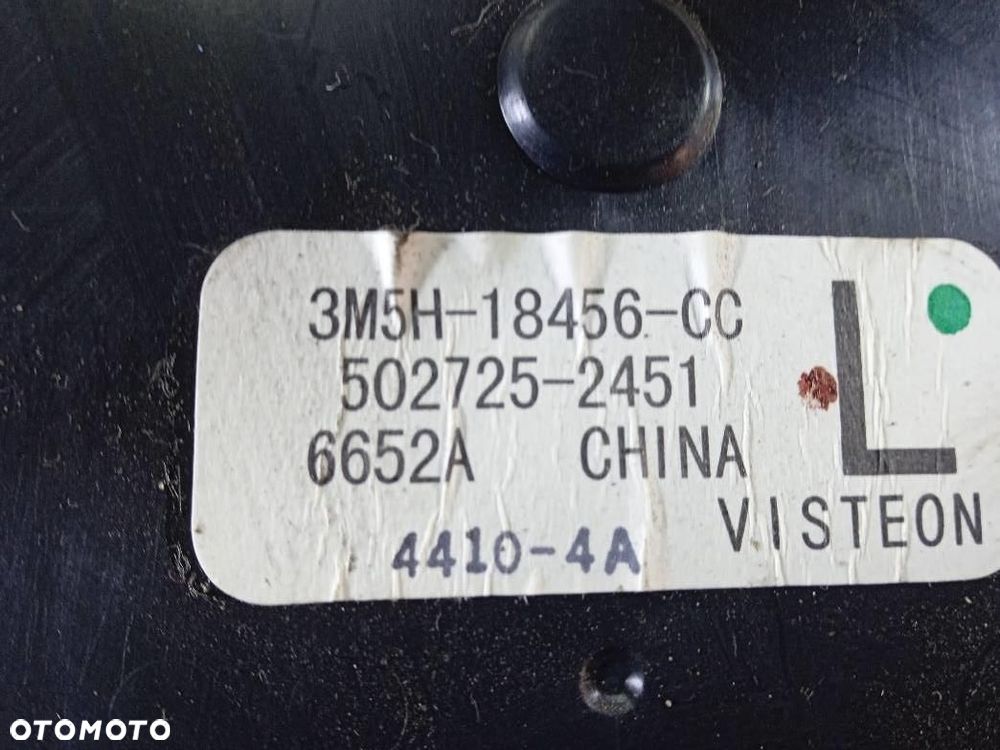 3M5H-18456-CC
502725-2451
6652A CHINA
L
VISTEON
4410-4A
OTOMOTO